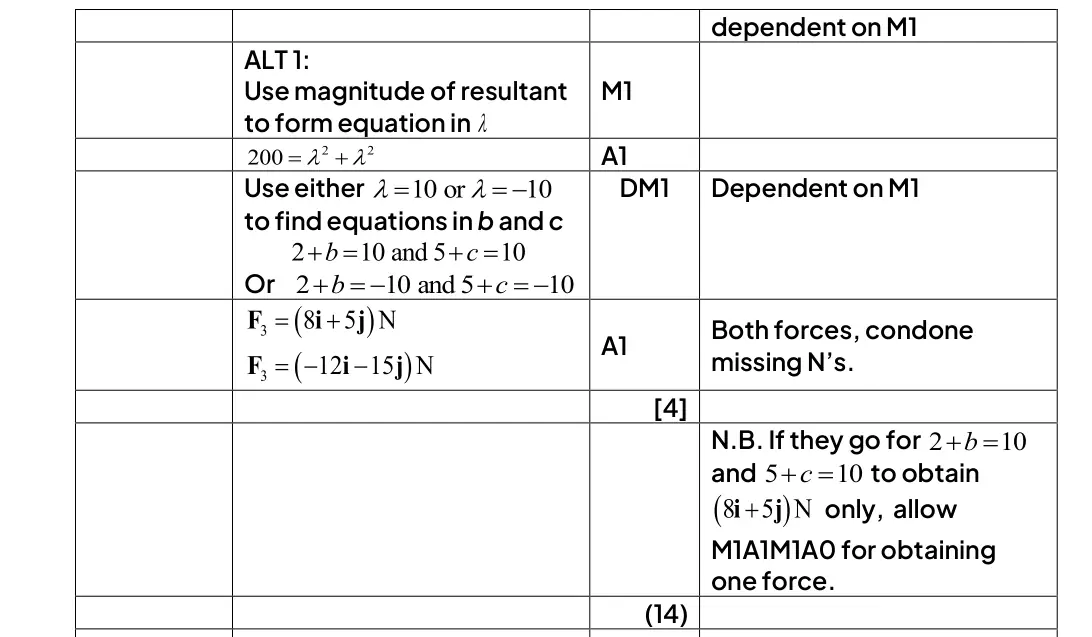 dependent on M1
ALT 1:
Use magnitude of resultant
to form equation in λ
M1
200 = λ² + λ²
A1
Use either λ = 10 or λ = −10
to find equations in b and c
2 + b = 10 and 5 + c = 10
Or 2 + b = −10 and 5 + c = −10
DM1
Dependent on M1
F₃ = (8i + 5j) N
F₃ = (−12i − 15j) N
A1
Both forces, condone
missing N’s.
[4]
N.B. If they go for 2 + b = 10
and 5 + c = 10 to obtain
(8i + 5j) N only, allow
M1A1M1A0 for obtaining
one force.
(14)